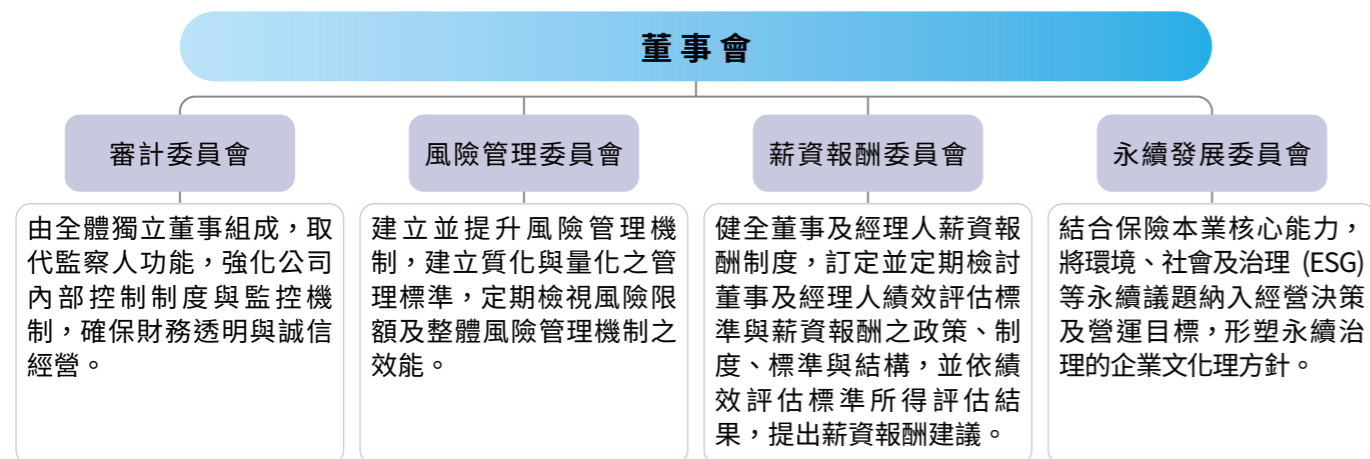 董事會
審計委員會
由全體獨立董事組成，取
代監察人功能，強化公司
內部控制制度與監控機
制，確保財務透明與誠信
經營。
風險管理委員會
建立並提升風險管理機
制，建立質化與量化之管
理標準，定期檢視風險限
額及整體風險管理機制之
效能。
薪資報酬委員會
健全董事及經理人薪資報
酬制度，訂定並定期檢討
董事及經理人績效評估標
準與薪資報酬之政策、制
度、標準與結構，並依績
效評估標準所得評估結
果，提出薪資報酬建議。
永續發展委員會
結合保險本業核心能力，
將環境、社會及治理 (ESG)
等永續議題納入經營決策
及營運目標，形塑永續治
理的企業文化理方針。